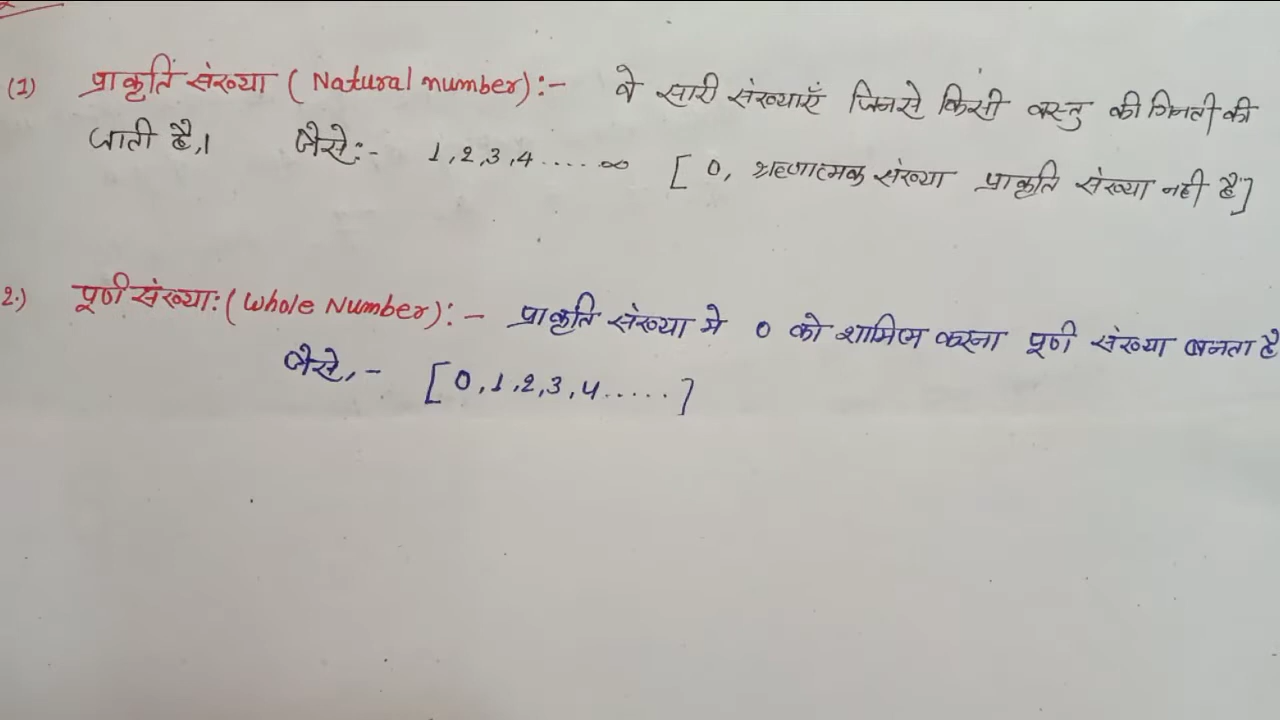 (1) प्राकृति संख्या ( Natural number) :- वे सारी संख्याएँ जिनसे किसी वस्तु की गिनती की
जाती है,। जैसे:- 1,2,3,4.....∞ [ 0, ऋणात्मक संख्या प्राकृति संख्या नही है]
2.) पूर्ण संख्या: (Whole Number) :- प्राकृति संख्या मे 0 को शामिल करना पूर्ण संख्या बनता है
जैसे,- [0,1,2,3,4.....]